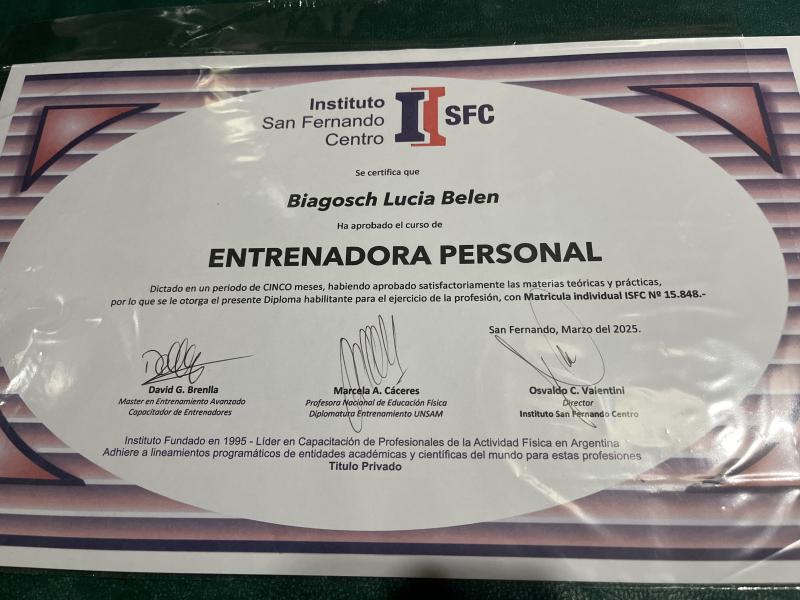 Instituto
San Fernando
Centro
SFC
Se certifica que
Biagosch Lucia Belen
Ha aprobado el curso de
ENTRENADORA PERSONAL
Dictado en un periodo de CINCO meses, habiendo aprobado satisfactoriamente las materias teóricas y prácticas,
por lo que se le otorga el presente Diploma habilitante para el ejercicio de la profesión, con Matricula individual ISFC Nº 15.848.-
San Fernando, Marzo del 2025.
David G. Brenlla
Master en Entrenamiento Avanzado
Capacitador de Entrenadores
Marcela A. Cáceres
Profesora Nacional de Educación Física
Diplomatura Entrenamiento UNSAM
Osvaldo C. Valentini
Director
Instituto San Fernando Centro
Instituto Fundado en 1995 - Líder en Capacitación de Profesionales de la Actividad Física en Argentina
Adhiere a lineamientos programáticos de entidades académicas y científicas del mundo para estas profesiones
Titulo Privado